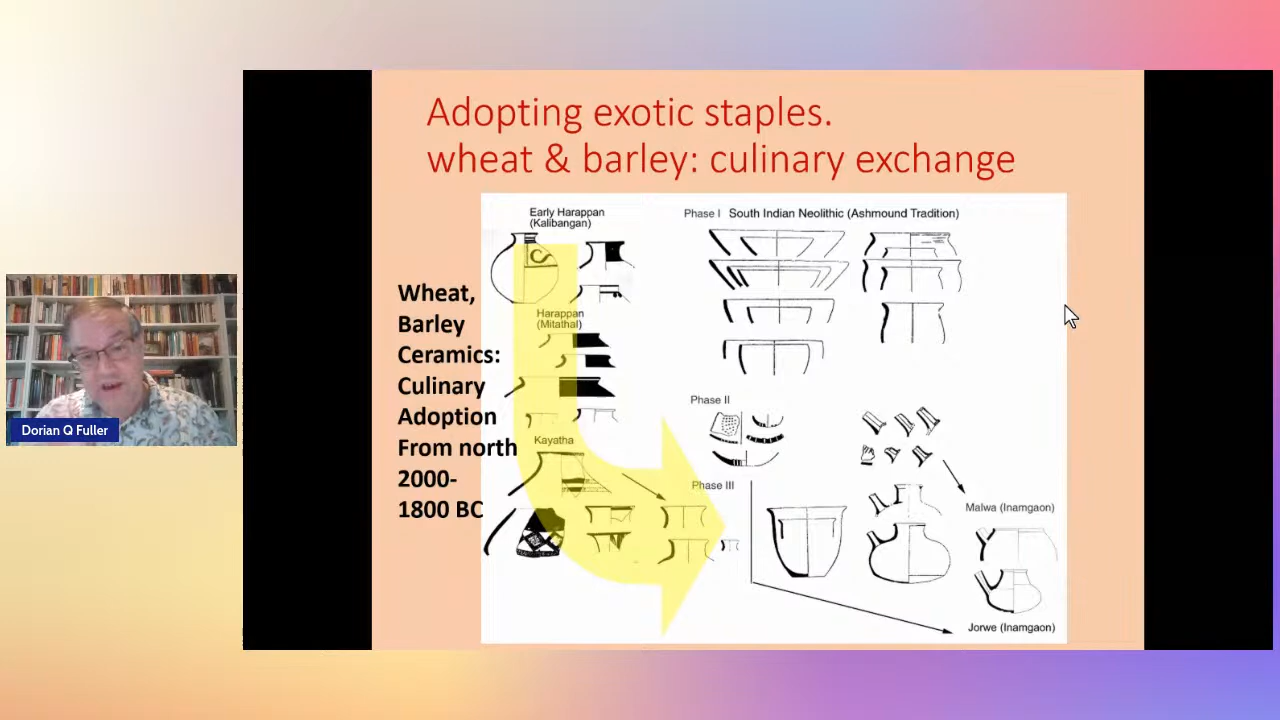 Adopting exotic staples.
wheat & barley: culinary exchange
Early Harappan
(Kalibangan)
Phase I South Indian Neolithic (Ashmound Tradition)
Wheat,
Barley
Ceramics:
Culinary
Adoption
From north
2000-
1800 BC
Harappan
(Mitathal)
Kayatha
Phase II
Phase III
Malwa (Inamgaon)
Jorwe (Inamgaon)
Dorian Q Fuller